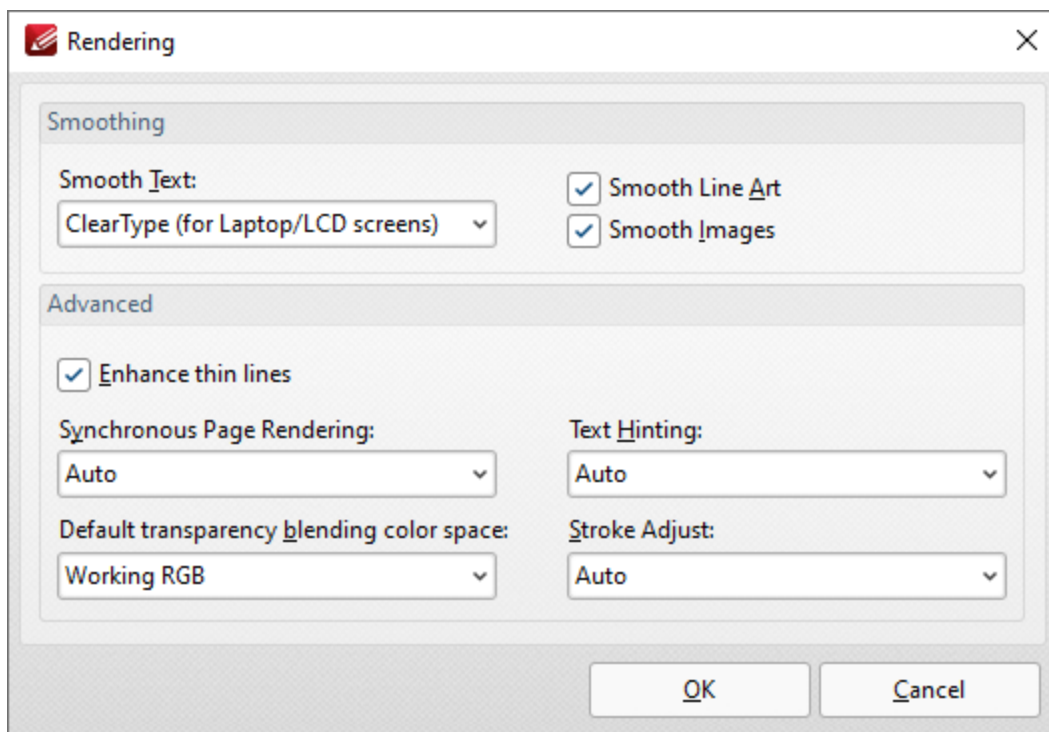 Rendering
Smoothing
Smooth Text:
ClearType (for Laptop/LCD screens)
Smooth Line Art
Smooth Images
Advanced
Enhance thin lines
Synchronous Page Rendering:
Text Hinting:
Auto
Auto
Default transparency blending color space:
Stroke Adjust:
Working RGB
Auto
OK
Cancel